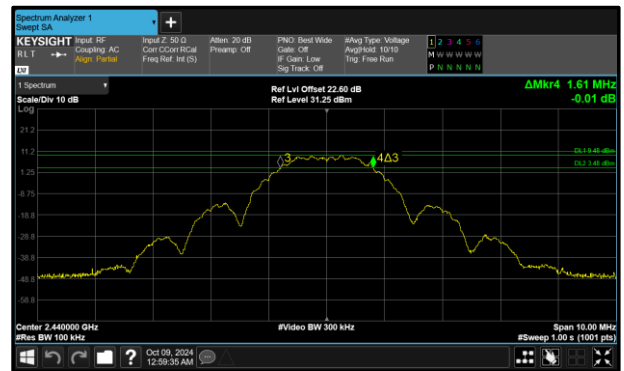 Spectrum Analyzer 1
Swept SA
+
KEYSIGHT
RLT
Input: RF
Coupling: AC
Align: Partial
Input Z: 50 Ω
Corr CCorr RCal
Freq Ref: Int (S)
Atten: 20 dB
Preamp: Off
PNO: Best Wide
Gate: Off
IF Gain: Low
Sig Track: Off
#Avg Type: Voltage
Avg|Hold: 10/10
Trig: Free Run
1 2 3 4 5 6
M W W W W W
P N N N N N
1 Spectrum
Scale/Div 10 dB
Log
Ref Lvl Offset 22.60 dB
Ref Level 31.25 dBm
ΔMkr4 1.61 MHz
-0.01 dB
21.2
11.2
1.25
-8.75
-18.8
-28.8
-38.8
-48.8
-58.8
3
4Δ3
DL1 9.48 dBm
DL2 3.48 dBm
Center 2.440000 GHz
#Res BW 100 kHz
#Video BW 300 kHz
Span 10.00 MHz
#Sweep 1.00 s (1001 pts)
?
Oct 09, 2024
12:59:35 AM